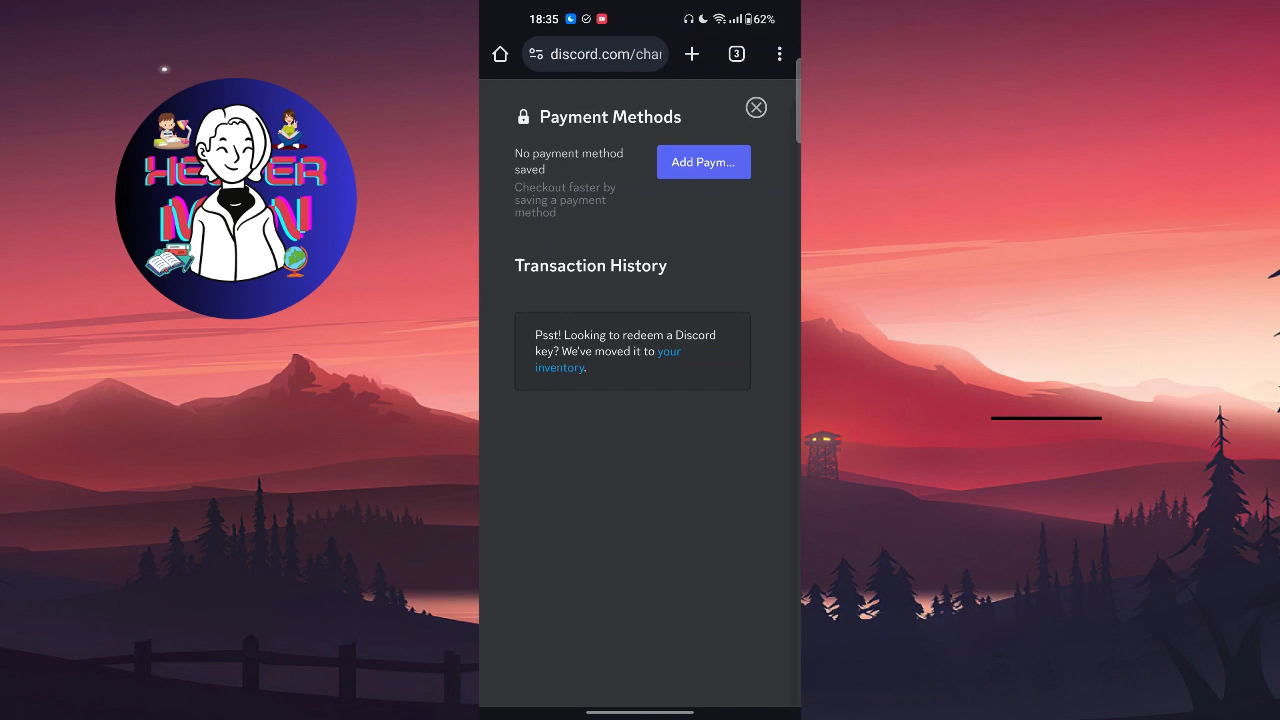 18:35
62%
discord.com/cha
3
Payment Methods
No payment method
saved
Add Paym...
Checkout faster by
saving a payment
method
Transaction History
Psst! Looking to redeem a Discord
key? We've moved it to your
inventory.